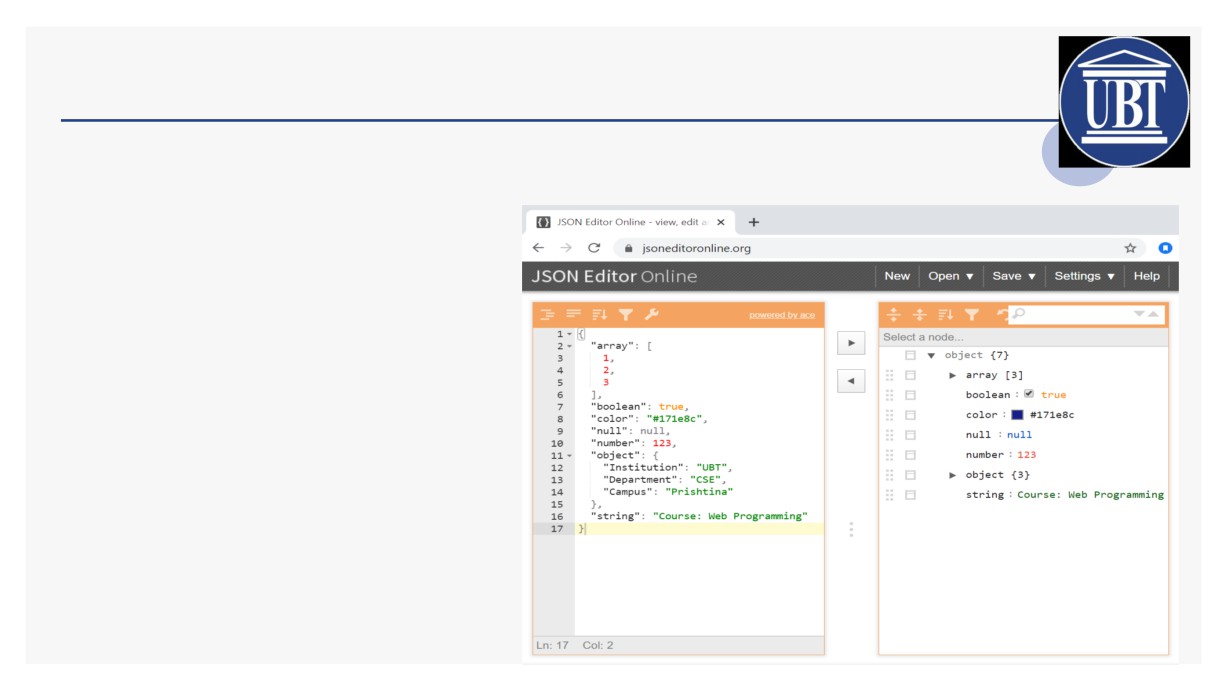 UBT
JSON Editor Online - view, edit a
jsoneditoronline.org
JSON Editor Online
New Open ▼ Save ▼ Settings ▼ Help
powered by ace
1 {
2 "array": [
3 1,
4 2,
5 3
6 ],
7 "boolean": true,
8 "color": "#171e8c",
9 "null": null,
10 "number": 123,
11 "object": {
12 "Institution": "UBT",
13 "Department": "CSE",
14 "Campus": "Prishtina"
15 },
16 "string": "Course: Web Programming"
17 }
Ln: 17 Col: 2
Select a node...
▼ object {7}
► array [3]
boolean : true
color : #171e8c
null : null
number : 123
► object {3}
string : Course: Web Programming